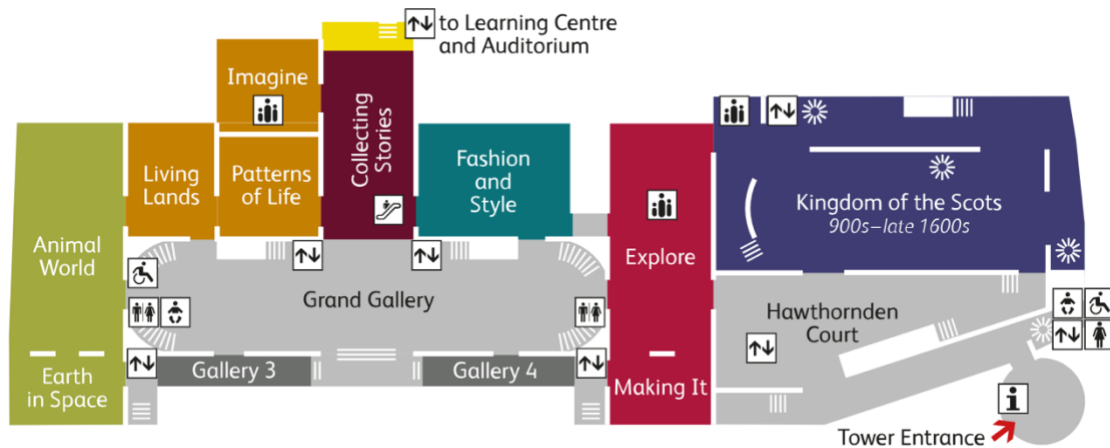 to Learning Centre
and Auditorium
Imagine
Collecting
Stories
Living
Lands
Patterns
of Life
Fashion
and
Style
Kingdom of the Scots
900s–late 1600s
Animal
World
Explore
Grand Gallery
Hawthornden
Court
Earth
in Space
Gallery 3
Gallery 4
Making It
i
Tower Entrance